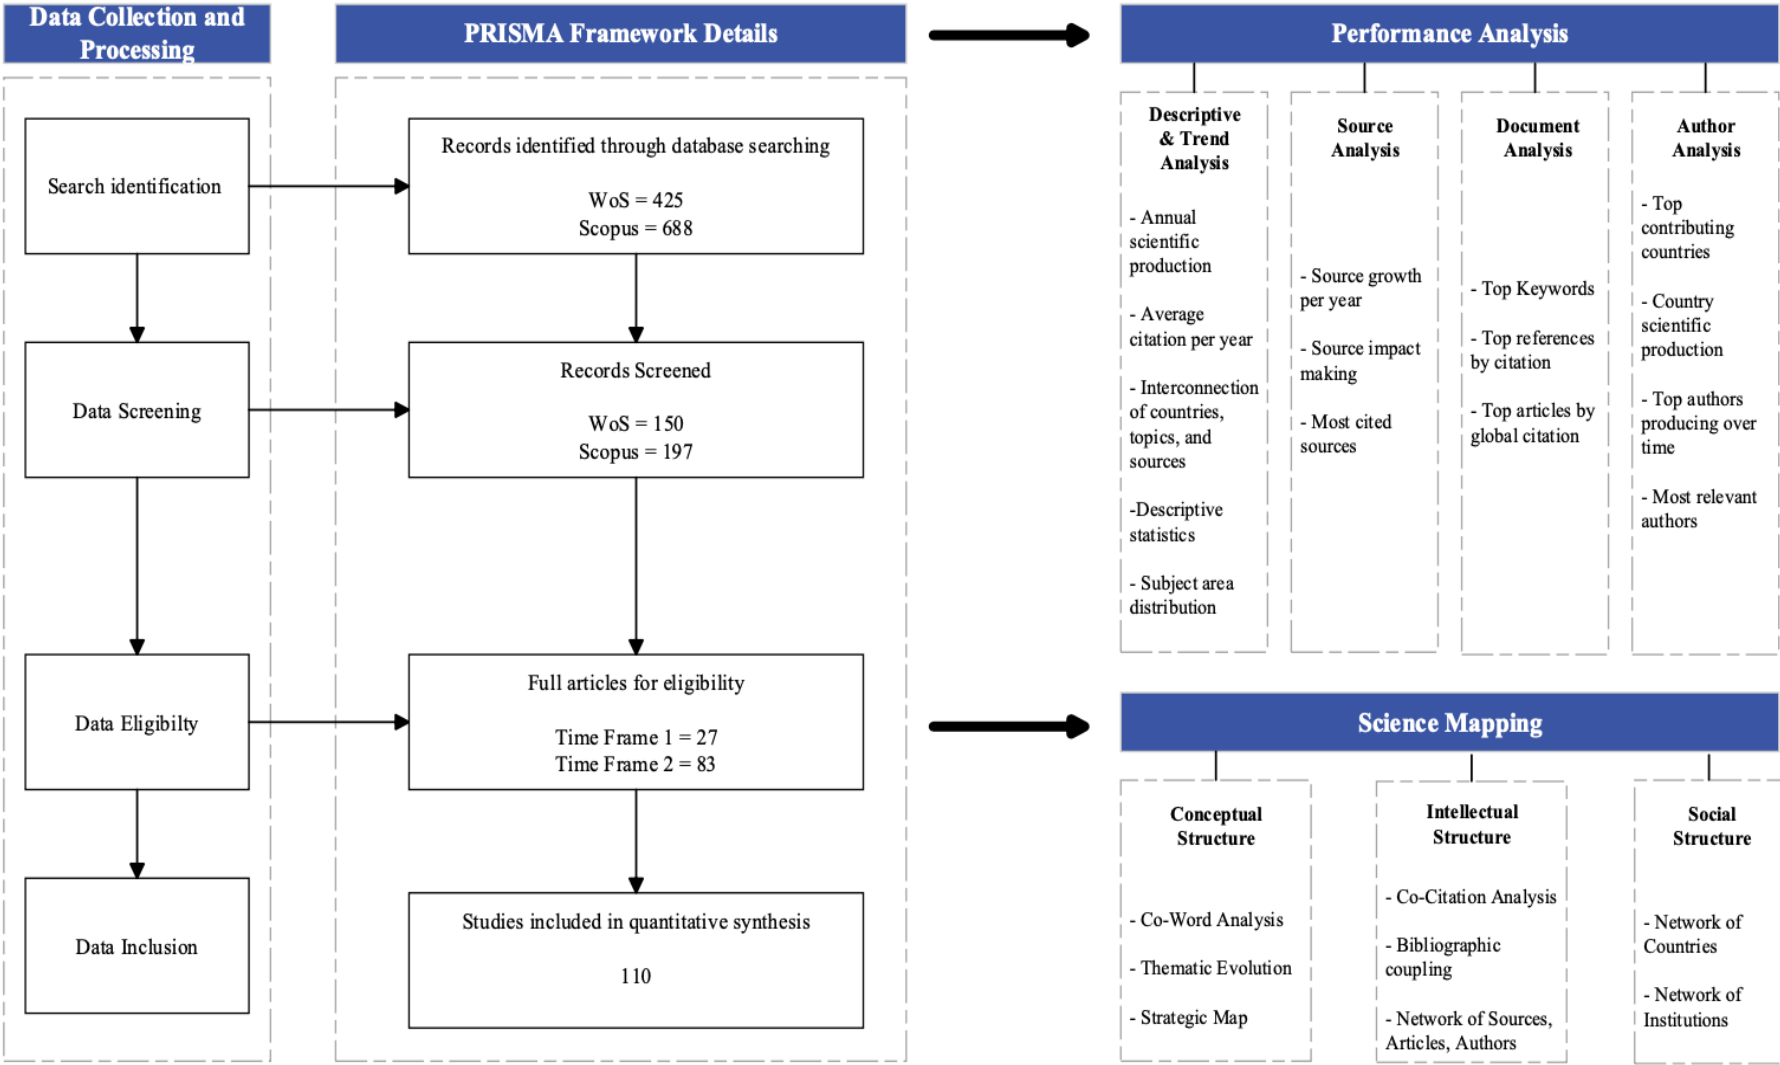 Data Collection and
Processing
PRISMA Framework Details
Performance Analysis
Search identification
Data Screening
Data Eligibilty
Data Inclusion
Records identified through database searching
WoS = 425
Scopus = 688
Records Screened
WoS = 150
Scopus = 197
Full articles for eligibility
Time Frame 1 = 27
Time Frame 2 = 83
Studies included in quantitative synthesis
110
Descriptive
& Trend
Analysis
- Annual
scientific
production
- Average
citation per year
- Interconnection
of countries,
topics, and
sources
-Descriptive
statistics
- Subject area
distribution
Source
Analysis
- Source growth
per year
- Source impact
making
- Most cited
sources
Document
Analysis
- Top Keywords
- Top references
by citation
- Top articles by
global citation
Author
Analysis
- Top
contributing
countries
- Country
scientific
production
- Top authors
producing over
time
- Most relevant
authors
Science Mapping
Conceptual
Structure
- Co-Word Analysis
- Thematic Evolution
- Strategic Map
Intellectual
Structure
- Co-Citation Analysis
- Bibliographic
coupling
- Network of Sources,
Articles, Authors
Social
Structure
- Network of
Countries
- Network of
Institutions